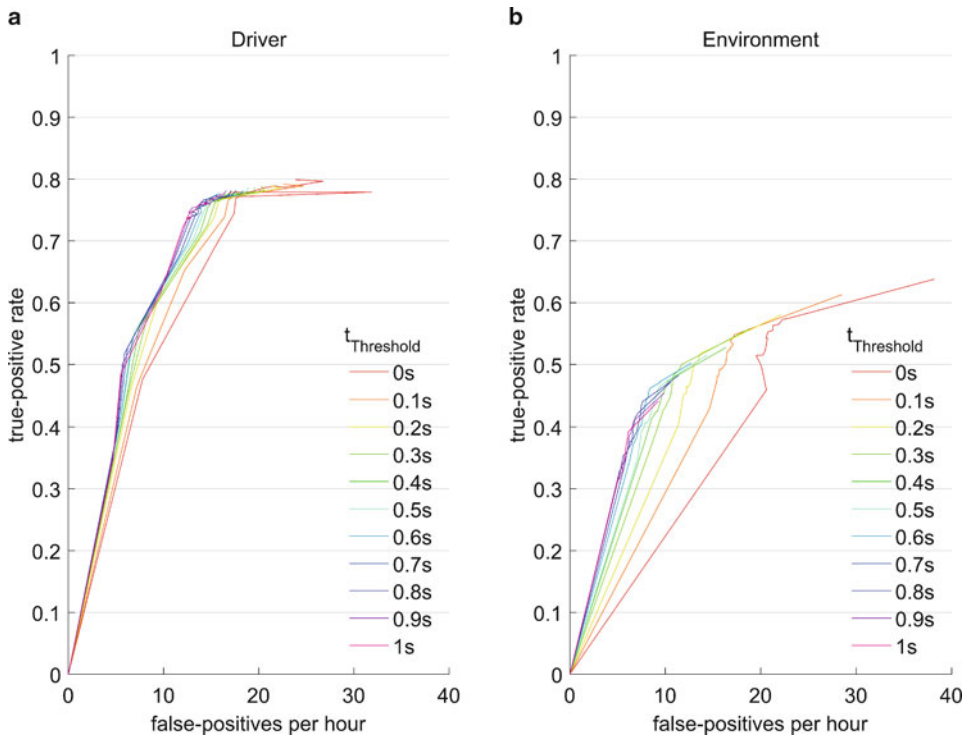 a
Driver
1
0.9
0.8
0.7
0.6
0.5
0.4
0.3
0.2
0.1
0
0 10 20 30 40
true-positive rate
false-positives per hour
tThreshold
0s
0.1s
0.2s
0.3s
0.4s
0.5s
0.6s
0.7s
0.8s
0.9s
1s
b
Environment
1
0.9
0.8
0.7
0.6
0.5
0.4
0.3
0.2
0.1
0
0 10 20 30 40
true-positive rate
false-positives per hour
tThreshold
0s
0.1s
0.2s
0.3s
0.4s
0.5s
0.6s
0.7s
0.8s
0.9s
1s